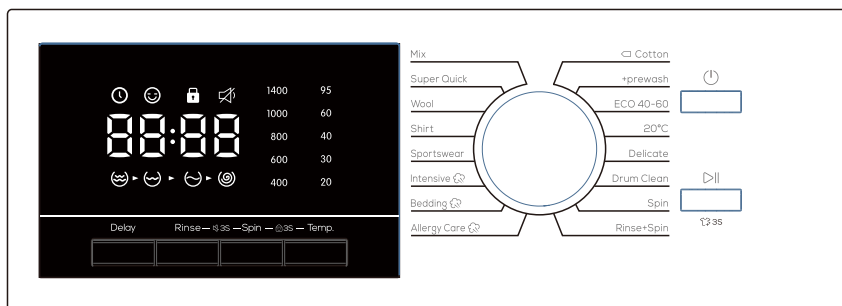 1400 95
1000 60
88:88
800 40
600 30
400 20
Delay Rinse 3S Spin 3S Temp.
Mix
Super Quick
Wool
Shirt
Sportswear
Intensive
Bedding
Allergy Care
Cotton
+prewash
ECO 40-60
20°C
Delicate
Drum Clean
Spin
Rinse+Spin
3S